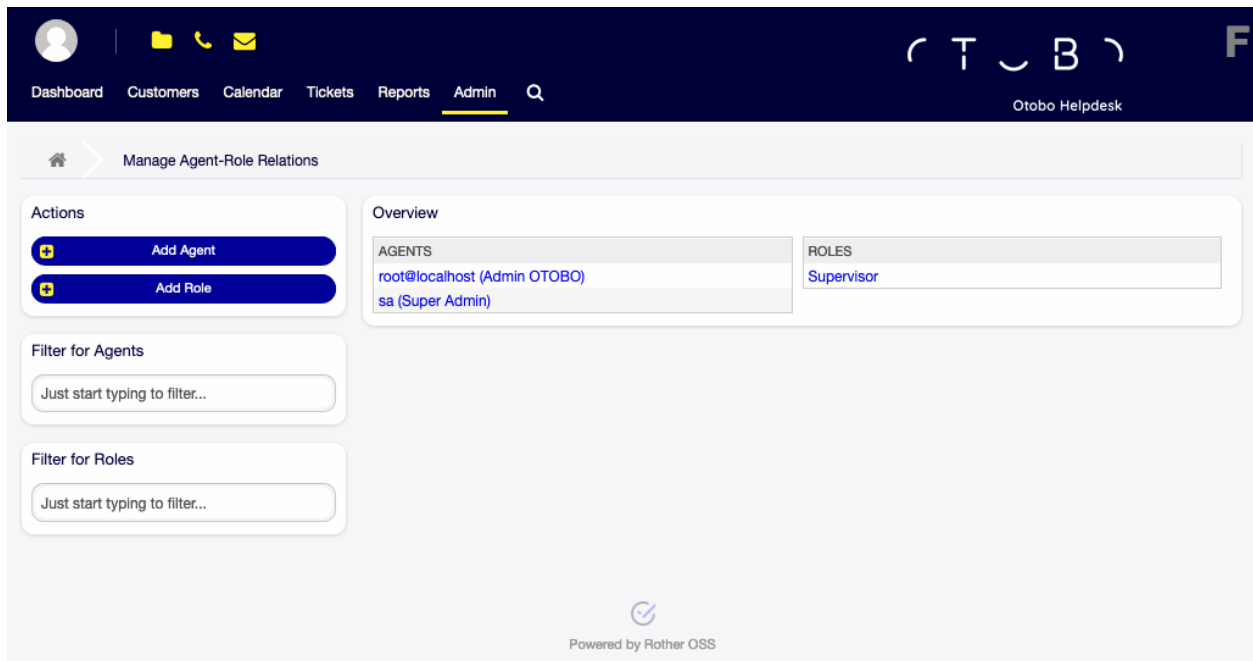 OTOBO
F
Dashboard Customers Calendar Tickets Reports Admin
Otobo Helpdesk
Manage Agent-Role Relations
Actions
Add Agent
Add Role
Filter for Agents
Just start typing to filter...
Filter for Roles
Just start typing to filter...
Overview
AGENTS
root@localhost (Admin OTOBO)
sa (Super Admin)
ROLES
Supervisor
Powered by Rother OSS